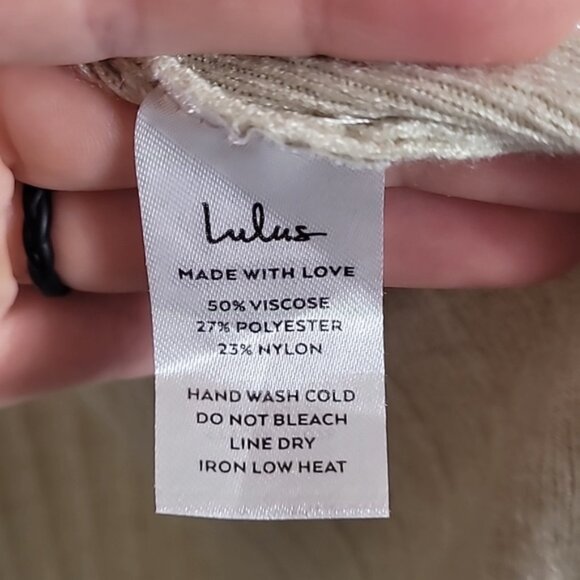 Lulus
MADE WITH LOVE
50% VISCOSE
27% POLYESTER
23% NYLON
HAND WASH COLD
DO NOT BLEACH
LINE DRY
IRON LOW HEAT